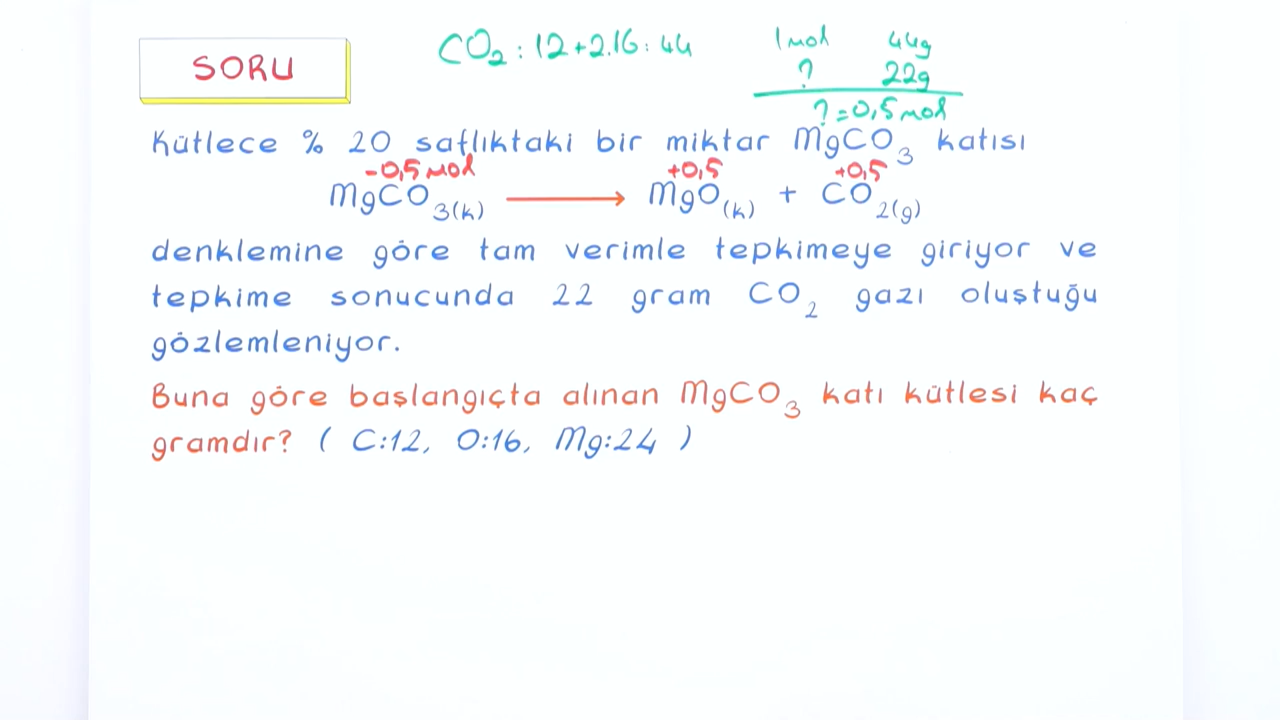 SORU
CO2 : 12+2.16 : 44
1 mol 44g
? 22g
? = 0,5 mol
Kütlece % 20 saflıktaki bir miktar MgCO3 katısı
-0,5 mol +0,5 +0,5
MgCO3(k) → MgO(k) + CO2(g)
denklemine göre tam verimle tepkimeye giriyor ve
tepkime sonucunda 22 gram CO2 gazı oluştuğu
gözlemleniyor.
Buna göre başlangıçta alınan MgCO3 katı kütlesi kaç
gramdır? ( C:12, O:16, Mg:24 )